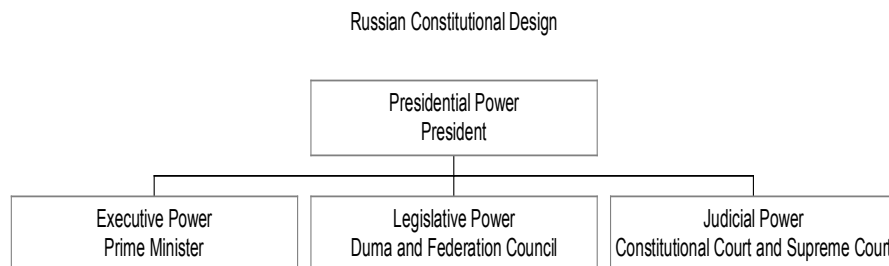 Russian Constitutional Design
Presidential Power
President
Executive Power
Prime Minister
Legislative Power
Duma and Federation Council
Judicial Power
Constitutional Court and Supreme Court